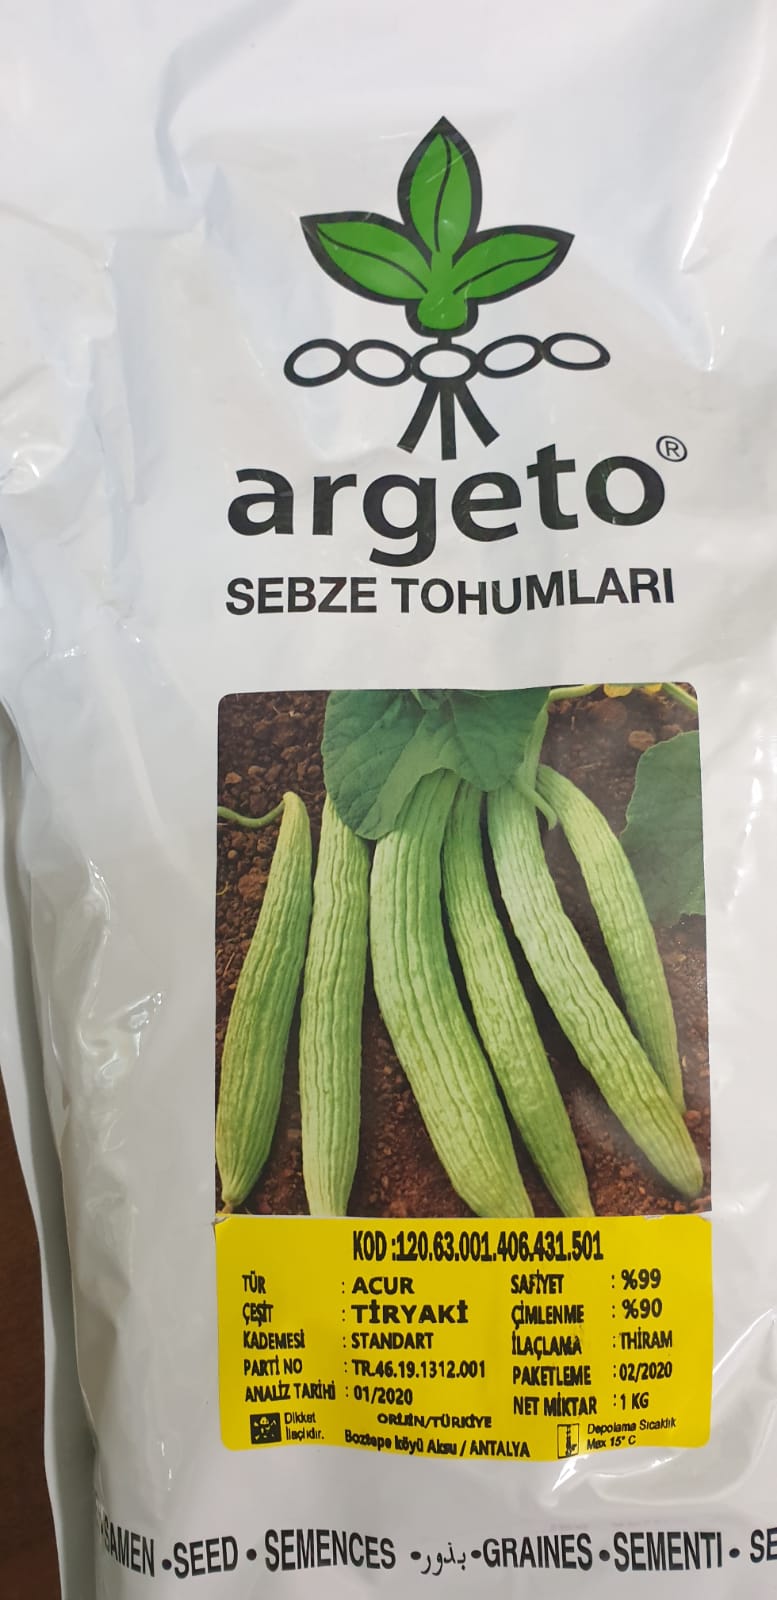 argeto®
SEBZE TOHUMLARI
KOD :120.63.001.406.431.501
TÜR : ACUR
ÇEŞİT : TİRYAKİ
KADEMESİ : STANDART
PARTİ NO : TR.46.19.1312.001
ANALİZ TARİHİ : 01/2020
SAFİYET : %99
ÇİMLENME : %90
İLAÇLAMA : THİRAM
PAKETLEME : 02/2020
NET MİKTAR : 1 KG
Dikkat
İlaçlıdır.
ORİJİN/TÜRKİYE
Boztepe köyü Aksu / ANTALYA
Depolama Sıcaklık
Max 15° C
SAMEN • SEED • SEMENCES • بذور • GRAINES • SEMENTI • SE